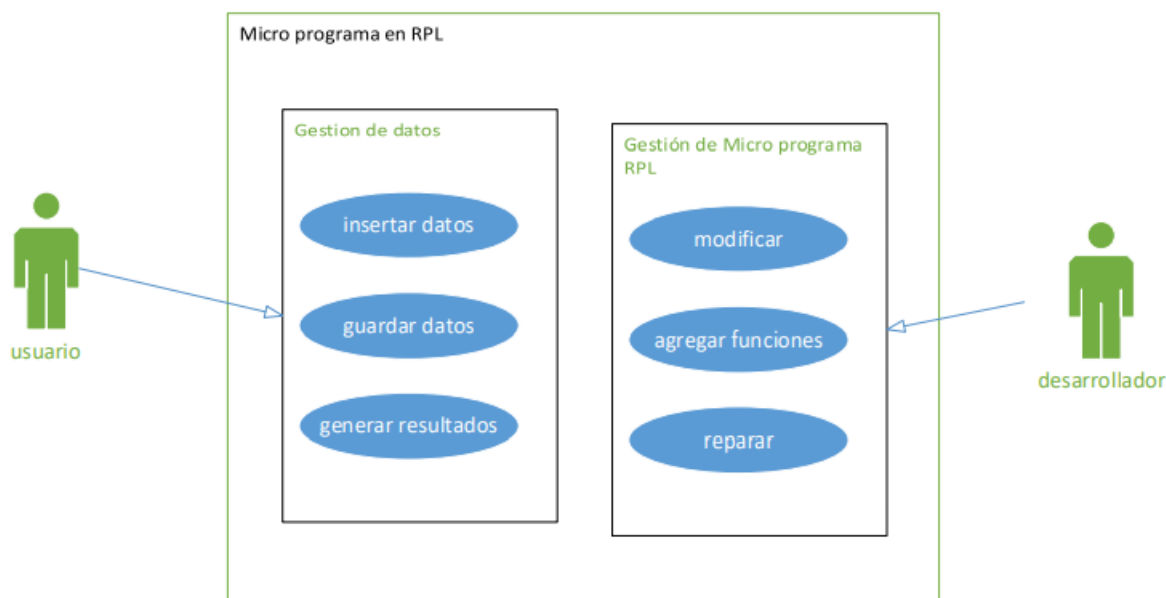 Micro programa en RPL
Gestion de datos
insertar datos
guardar datos
generar resultados
Gestión de Micro programa
RPL
modificar
agregar funciones
reparar
usuario
desarrollador